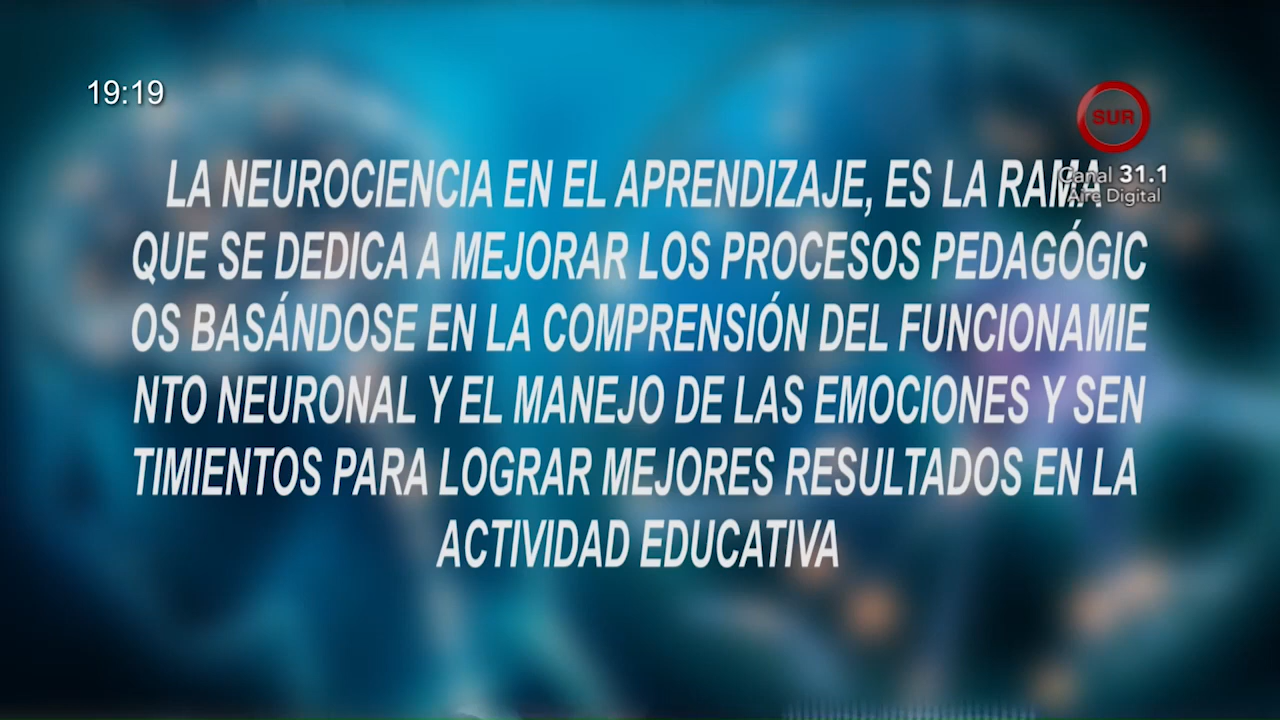 19:19
SUR
Canal 31.1
Aire Digital
LA NEUROCIENCIA EN EL APRENDIZAJE, ES LA RAMA
QUE SE DEDICA A MEJORAR LOS PROCESOS PEDAGÓGIC
OS BASÁNDOSE EN LA COMPRENSIÓN DEL FUNCIONAMIE
NTO NEURONAL Y EL MANEJO DE LAS EMOCIONES Y SEN
TIMIENTOS PARA LOGRAR MEJORES RESULTADOS EN LA
ACTIVIDAD EDUCATIVA